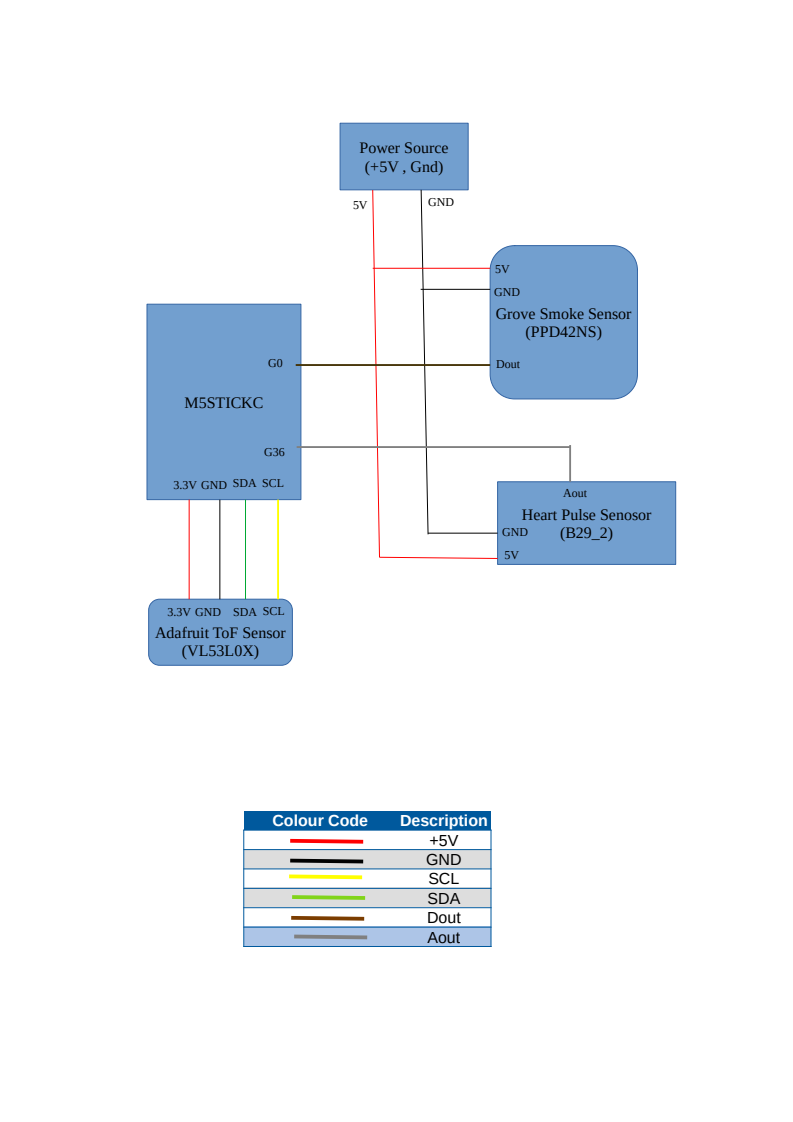 Power Source
(+5V , Gnd)
5V
GND
5V
GND
Grove Smoke Sensor
(PPD42NS)
Dout
G0
M5STICKC
G36
3.3V GND SDA SCL
Aout
Heart Pulse Senosor
GND (B29_2)
5V
3.3V GND SDA SCL
Adafruit ToF Sensor
(VL53L0X)
Colour Code Description
+5V
GND
SCL
SDA
Dout
Aout